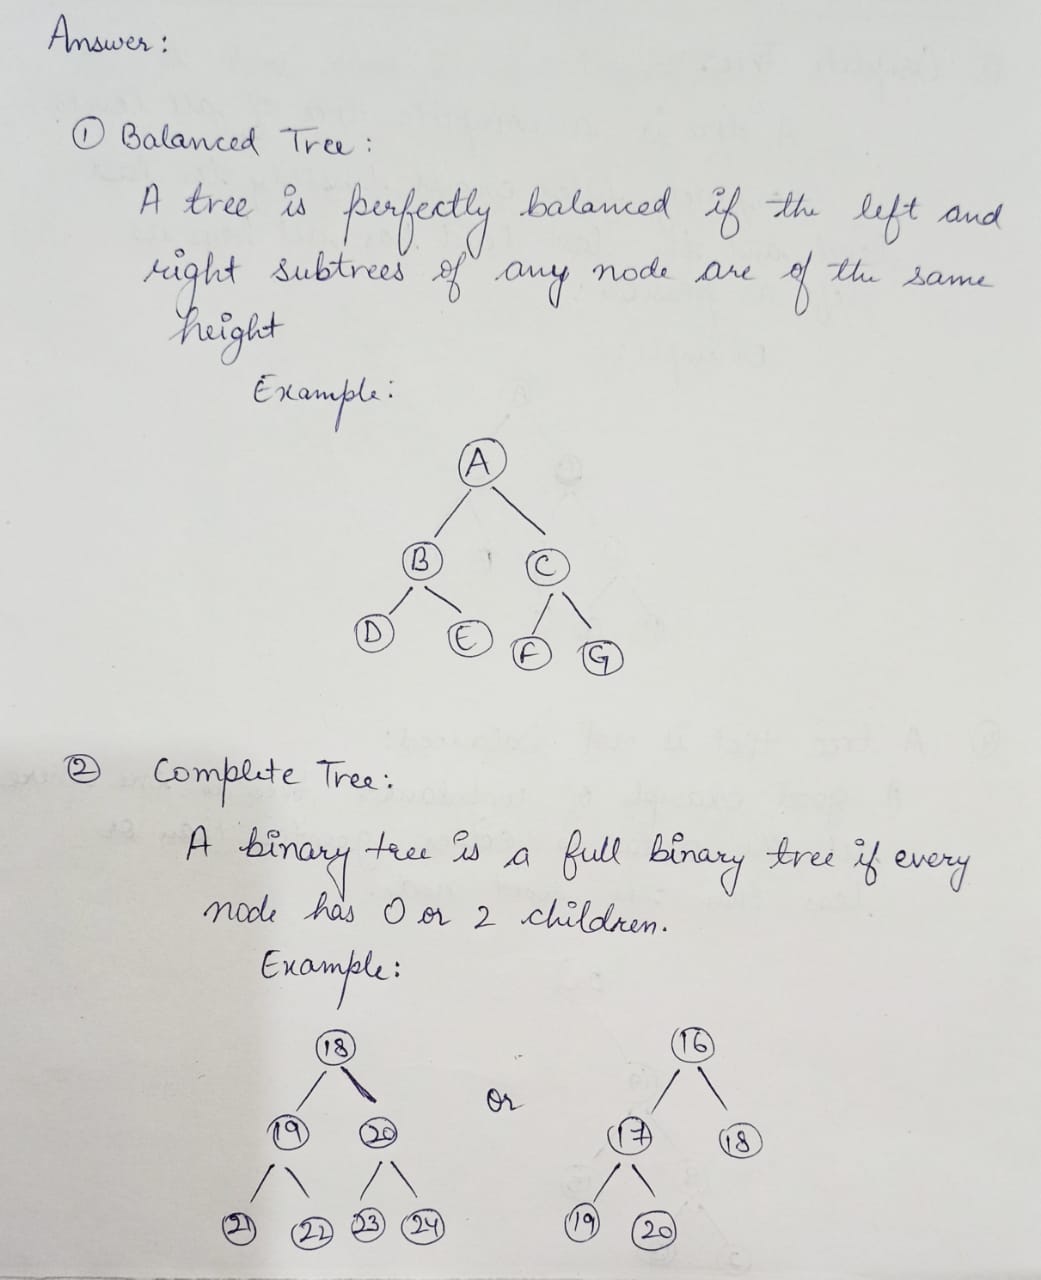 Answer:
① Balanced Tree:
A tree is perfectly balanced if the left and
right subtrees of any node are of the same
height
Example:
A
B C
D E F G
② Complete Tree:
A binary tree is a full binary tree if every
node has 0 or 2 children.
Example:
18 16
or
19 20 17 18
21 22 23 24 19 20